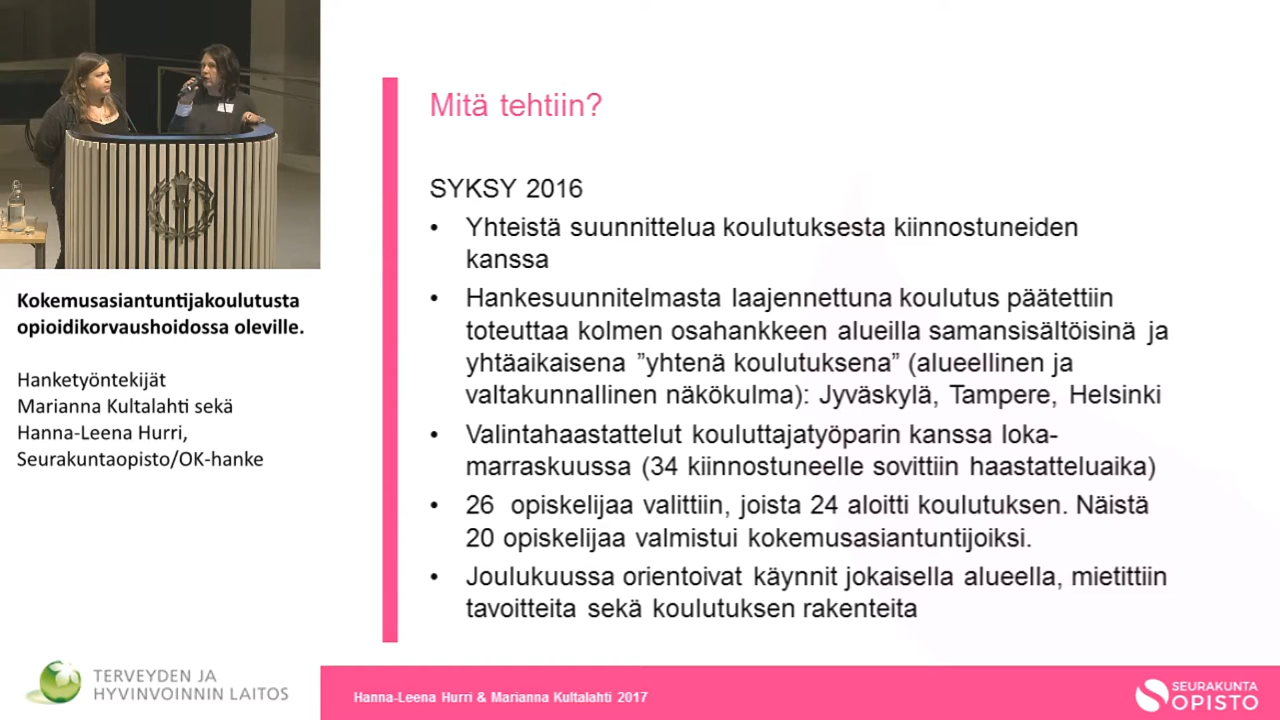 Kokemusasiantuntijakoulutusta
opioidikorvaushoidossa oleville.
Hanketyöntekijät
Marianna Kultalahti sekä
Hanna-Leena Hurri,
Seurakuntaopisto/OK-hanke
TERVEYDEN JA
HYVINVOINNIN LAITOS
Mitä tehtiin?
SYKSY 2016
• Yhteistä suunnittelua koulutuksesta kiinnostuneiden
kanssa
• Hankesuunnitelmasta laajennettuna koulutus päätettiin
toteuttaa kolmen osahankkeen alueilla samansisältöisinä ja
yhtäaikaisena ”yhtenä koulutuksena” (alueellinen ja
valtakunnallinen näkökulma): Jyväskylä, Tampere, Helsinki
• Valintahaastattelut kouluttajatyöparin kanssa loka-
marraskuussa (34 kiinnostuneelle sovittiin haastatteluaika)
• 26 opiskelijaa valittiin, joista 24 aloitti koulutuksen. Näistä
20 opiskelijaa valmistui kokemusasiantuntijoiksi.
• Joulukuussa orientoivat käynnit jokaisella alueella, mietittiin
tavoitteita sekä koulutuksen rakenteita
Hanna-Leena Hurri & Marianna Kultalahti 2017
SEURAKUNTA
OPISTO